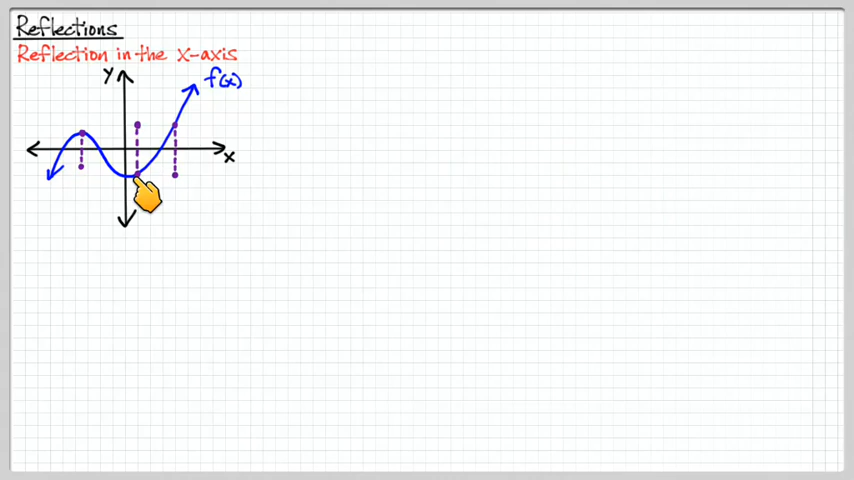 Reflections
Reflection in the x-axis
y
f(x)
x